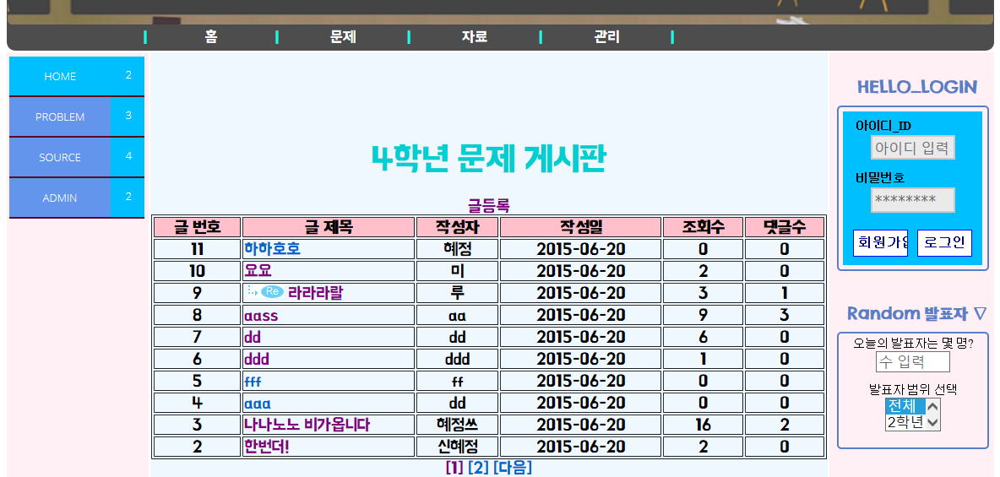 홈 문제 자료 관리
HOME 2
PROBLEM 3
SOURCE 4
ADMIN 2
4학년 문제 게시판
글등록
글 번호 글 제목 작성자 작성일 조회수 댓글수
11 하하호호 혜정 2015-06-20 0 0
10 요요 미 2015-06-20 2 0
9 Re 라라라랄 루 2015-06-20 3 1
8 aass aa 2015-06-20 9 3
7 dd dd 2015-06-20 6 0
6 ddd ddd 2015-06-20 1 0
5 fff ff 2015-06-20 0 0
4 aaa dd 2015-06-20 0 0
3 나나노노 비가옵니다 혜정쓰 2015-06-20 16 2
2 한번더! 신혜정 2015-06-20 2 0
[1] [2] [다음]
HELLO_LOGIN
아이디_ID
아이디 입력
비밀번호
********
회원가입 로그인
Random 발표자 ▽
오늘의 발표자는 몇 명?
수 입력
발표자 범위 선택
전체
2학년